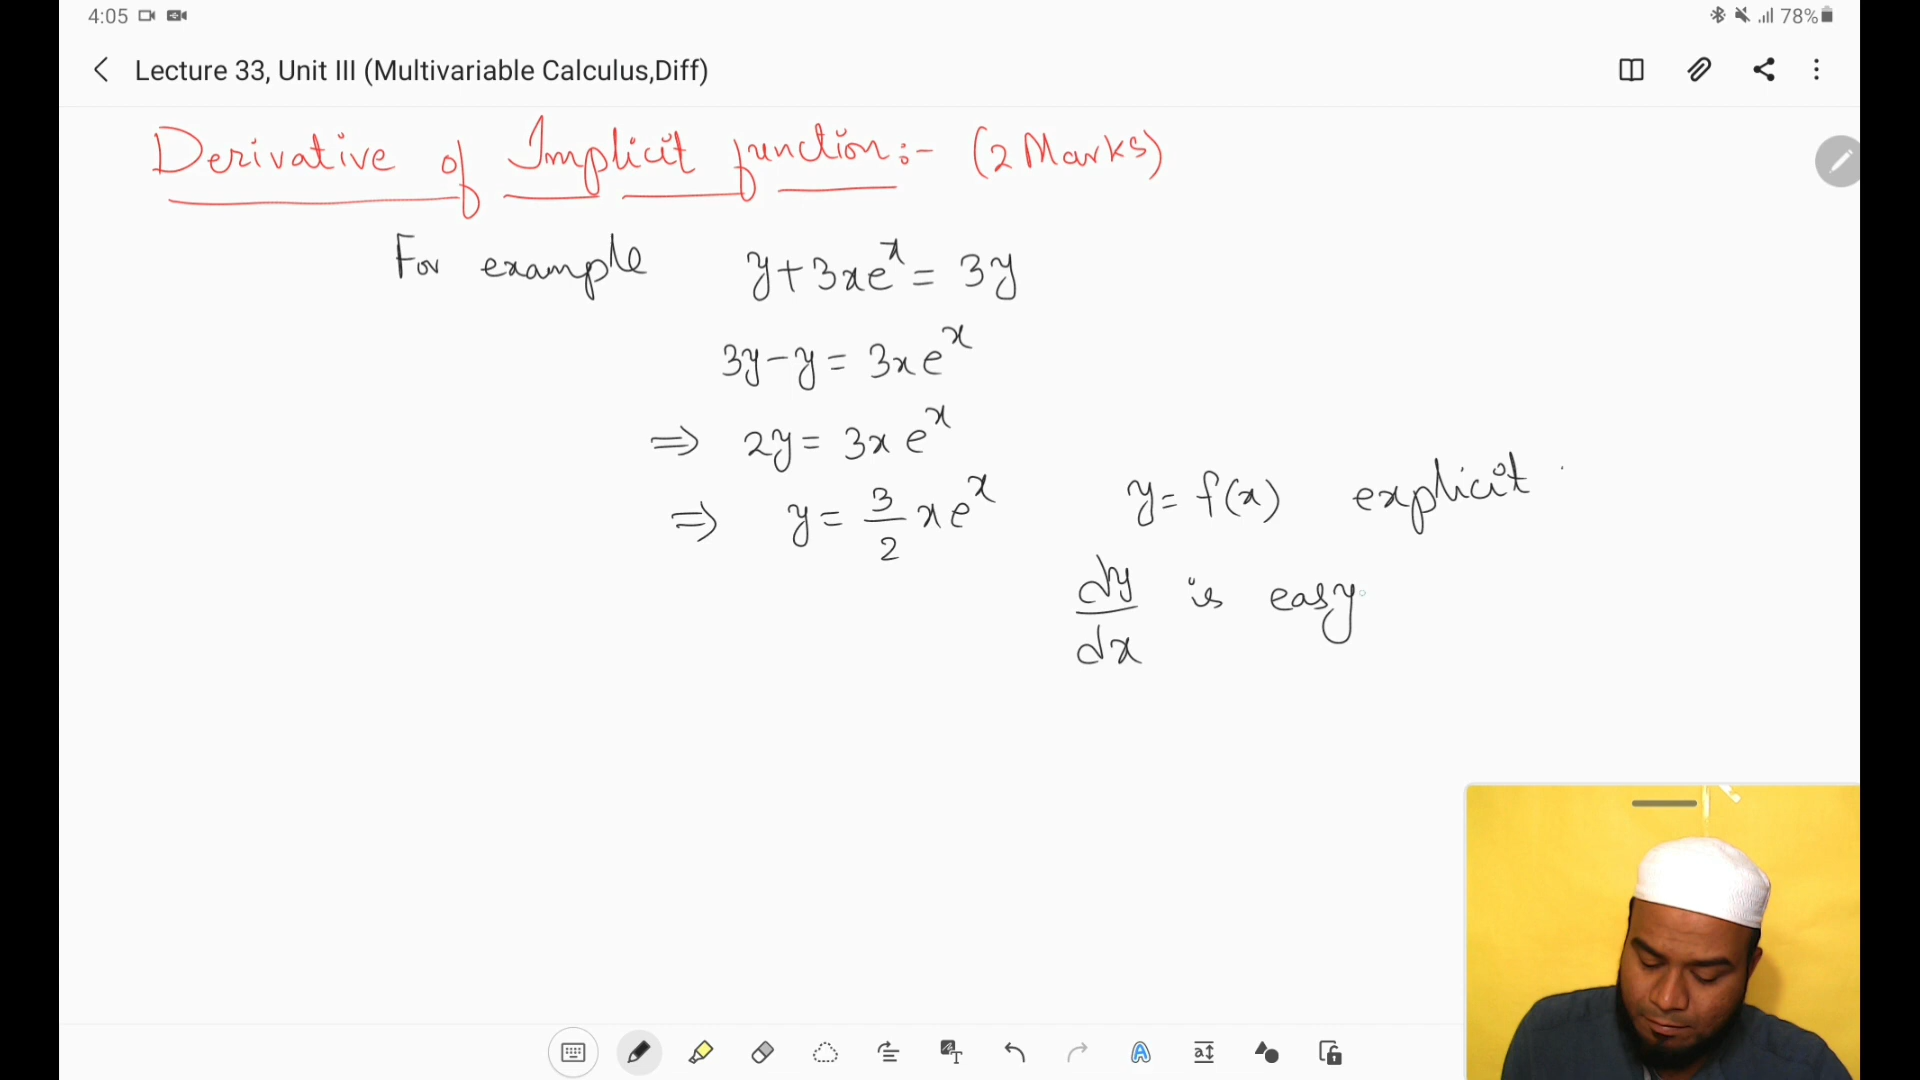 4:05 78%
Lecture 33, Unit III (Multivariable Calculus,Diff)
Derivative of Implicit function:- (2 Marks)
For example y+3xe^x = 3y
3y-y = 3xe^x
⇒ 2y = 3x e^x
⇒ y = 3/2 xe^x y = f(x) explicit
dy/dx is easy